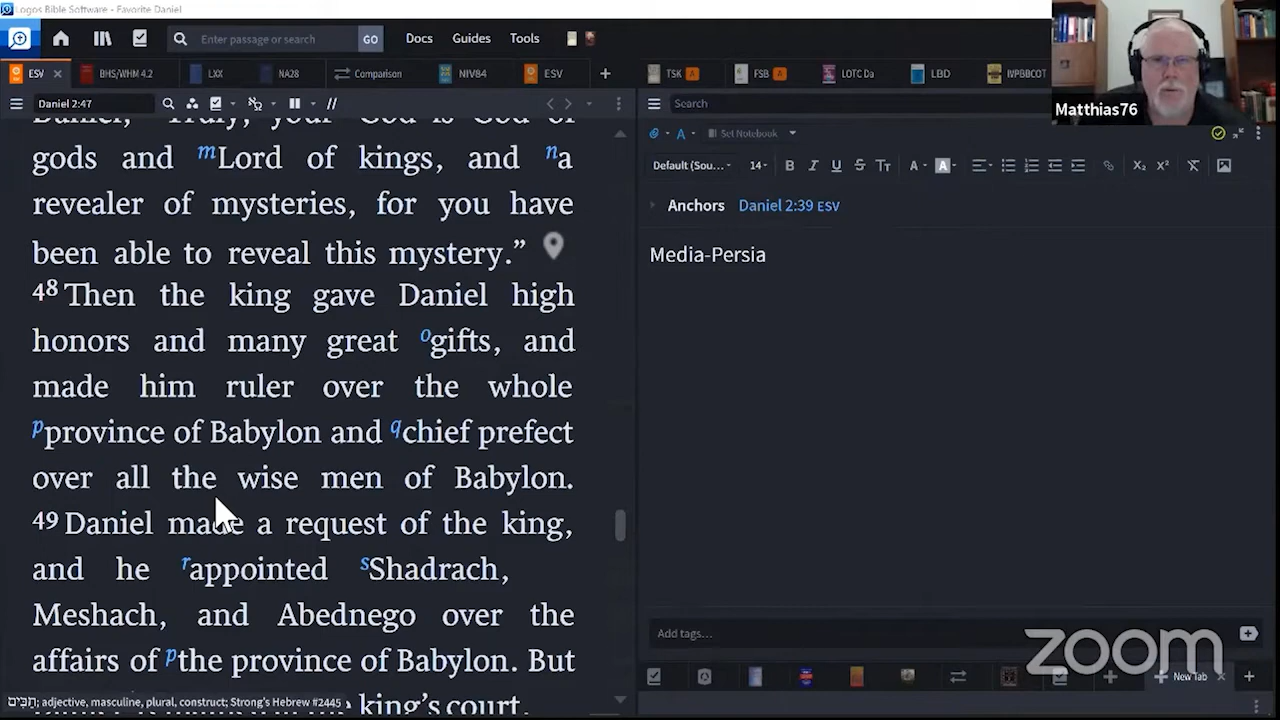 Logos Bible Software - Favorite Daniel
Enter passage or search
GO
Docs
Guides
Tools
ESV
BHS/WHM 4.2
LXX
NA28
Comparison
NIV84
ESV
TSK A
FSB A
LOTC Da
LBD
IVPBBCOT
Matthias76
Daniel 2:47
Search
Set Notebook
Default (Sou...
14
Anchors Daniel 2:39 ESV
Media-Persia
Daniel, “Truly, your God is God of
gods and mLord of kings, and na
revealer of mysteries, for you have
been able to reveal this mystery.”
48 Then the king gave Daniel high
honors and many great ogifts, and
made him ruler over the whole
pprovince of Babylon and qchief prefect
over all the wise men of Babylon.
49 Daniel made a request of the king,
and he rappointed sShadrach,
Meshach, and Abednego over the
affairs of pthe province of Babylon. But
king’s court.
; adjective, masculine, plural, construct; Strong's Hebrew #2445
Add tags...
New Tab
zoom